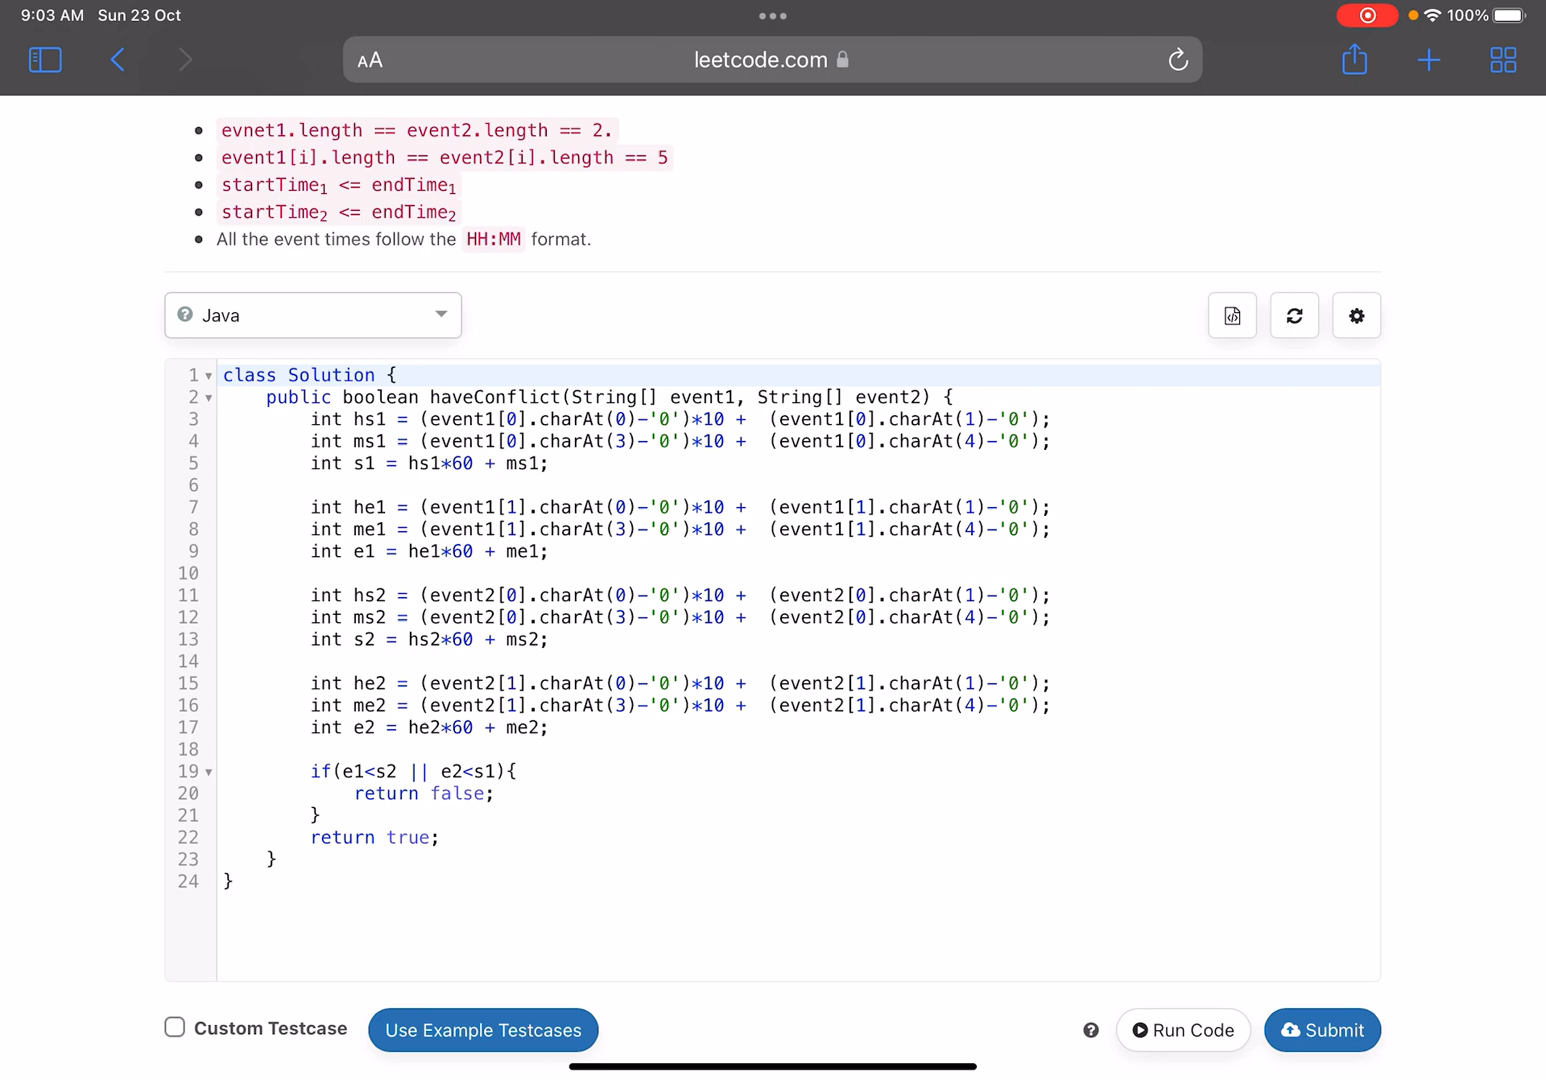 9:03 AM Sun 23 Oct
100%
AA leetcode.com
evnet1.length == event2.length == 2.
event1[i].length == event2[i].length == 5
startTime1 <= endTime1
startTime2 <= endTime2
All the event times follow the HH:MM format.
Java
1 class Solution {
2 public boolean haveConflict(String[] event1, String[] event2) {
3 int hs1 = (event1[0].charAt(0)-'0')*10 + (event1[0].charAt(1)-'0');
4 int ms1 = (event1[0].charAt(3)-'0')*10 + (event1[0].charAt(4)-'0');
5 int s1 = hs1*60 + ms1;
6
7 int he1 = (event1[1].charAt(0)-'0')*10 + (event1[1].charAt(1)-'0');
8 int me1 = (event1[1].charAt(3)-'0')*10 + (event1[1].charAt(4)-'0');
9 int e1 = he1*60 + me1;
10
11 int hs2 = (event2[0].charAt(0)-'0')*10 + (event2[0].charAt(1)-'0');
12 int ms2 = (event2[0].charAt(3)-'0')*10 + (event2[0].charAt(4)-'0');
13 int s2 = hs2*60 + ms2;
14
15 int he2 = (event2[1].charAt(0)-'0')*10 + (event2[1].charAt(1)-'0');
16 int me2 = (event2[1].charAt(3)-'0')*10 + (event2[1].charAt(4)-'0');
17 int e2 = he2*60 + me2;
18
19 if(e1<s2 || e2<s1){
20 return false;
21 }
22 return true;
23 }
24 }
Custom Testcase Use Example Testcases Run Code Submit